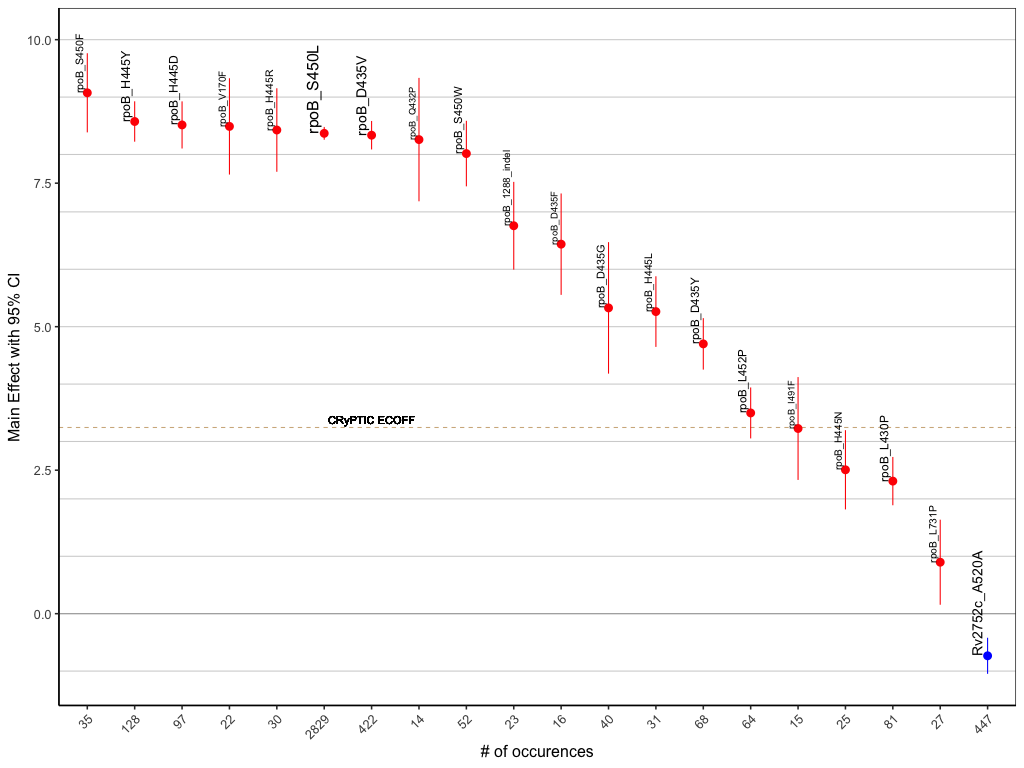 10.0
7.5
5.0
2.5
0.0
Main Effect with 95% CI
rpoB_S450F
rpoB_H445Y
rpoB_H445D
rpoB_V170F
rpoB_H445R
rpoB_S450L
rpoB_D435V
rpoB_Q432P
rpoB_S450W
rpoB_1288_indel
rpoB_D435F
rpoB_D435G
rpoB_H445L
rpoB_D435Y
rpoB_L452P
rpoB_I491F
rpoB_H445N
rpoB_L430P
rpoB_L731P
Rv2752c_A520A
CRyPTIC ECOFF
35
128
97
22
30
2829
422
14
52
23
16
40
31
68
64
15
25
81
27
447
# of occurences